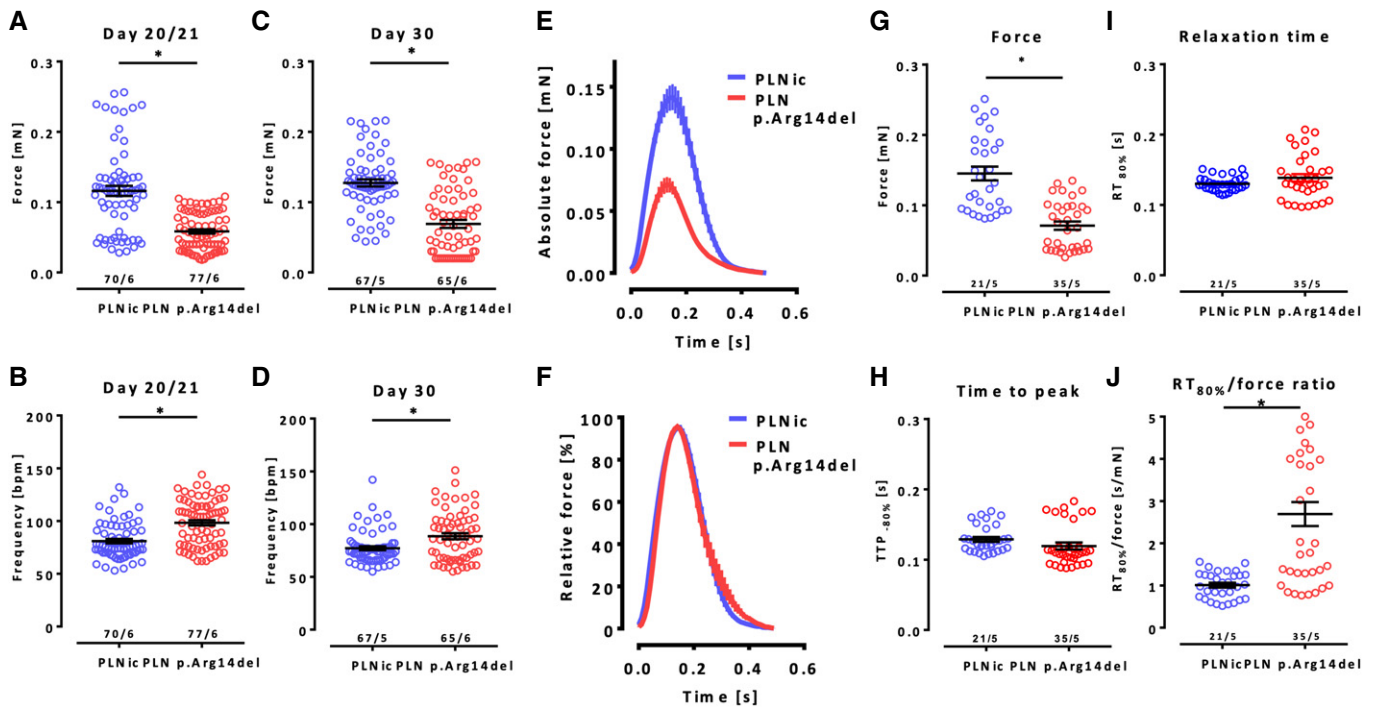 A
Day 20/21
*
Force [mN]
0.3
0.2
0.1
0.0
70/6
77/6
PLNic PLN p.Arg14del
B
Day 20/21
*
Frequency [bpm]
200
150
100
50
0
70/6
77/6
PLNic PLN p.Arg14del
C
Day 30
*
Force [mN]
0.3
0.2
0.1
0.0
67/5
65/6
PLNic PLN p.Arg14del
D
Day 30
*
Frequency [bpm]
200
150
100
50
0
67/5
65/6
PLNic PLN p.Arg14del
E
PLNic
PLN
p.Arg14del
Absolute force [mN]
0.15
0.10
0.05
0.00
0.0 0.2 0.4 0.6
Time [s]
F
PLNic
PLN
p.Arg14del
Relative force [%]
100
80
60
40
20
0
0.0 0.2 0.4 0.6
Time [s]
G
Force
*
Force [mN]
0.3
0.2
0.1
0.0
21/5
35/5
PLNic PLN p.Arg14del
H
Time to peak
TTP -80% [s]
0.3
0.2
0.1
0.0
21/5
35/5
PLNic PLN p.Arg14del
I
Relaxation time
RT 80% [s]
0.3
0.2
0.1
0.0
21/5
35/5
PLNic PLN p.Arg14del
J
RT80%/force ratio
*
RT80%/force [s/mN]
5
4
3
2
1
0
21/5
35/5
PLNic PLN p.Arg14del